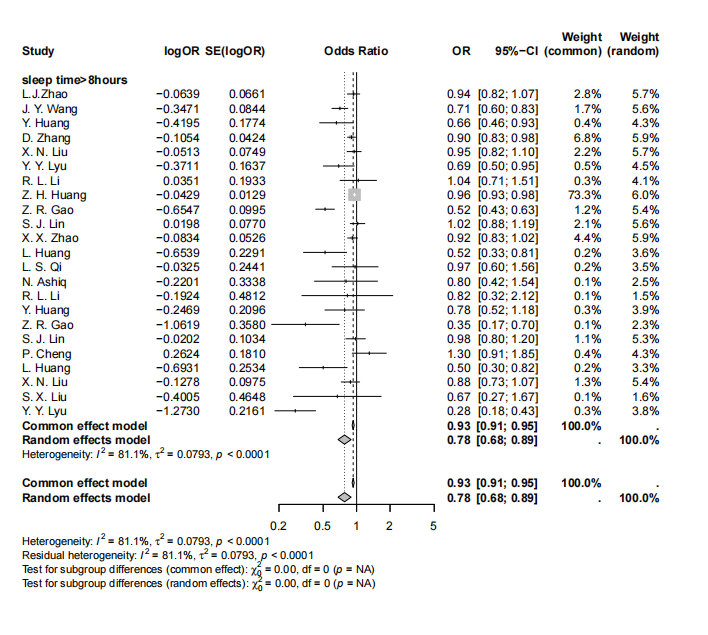 Weight Weight
Study logOR SE(logOR) Odds Ratio OR 95%−CI (common) (random)
sleep time>8hours
L.J.Zhao −0.0639 0.0661 0.94 [0.82; 1.07] 2.8% 5.7%
J. Y. Wang −0.3471 0.0844 0.71 [0.60; 0.83] 1.7% 5.6%
Y. Huang −0.4195 0.1774 0.66 [0.46; 0.93] 0.4% 4.3%
D. Zhang −0.1054 0.0424 0.90 [0.83; 0.98] 6.8% 5.9%
X. N. Liu −0.0513 0.0749 0.95 [0.82; 1.10] 2.2% 5.7%
Y. Y. Lyu −0.3711 0.1637 0.69 [0.50; 0.95] 0.5% 4.5%
R. L. Li 0.0351 0.1933 1.04 [0.71; 1.51] 0.3% 4.1%
Z. H. Huang −0.0429 0.0129 0.96 [0.93; 0.98] 73.3% 6.0%
Z. R. Gao −0.6547 0.0995 0.52 [0.43; 0.63] 1.2% 5.4%
S. J. Lin 0.0198 0.0770 1.02 [0.88; 1.19] 2.1% 5.7%
X. X. Zhao −0.0834 0.0526 0.92 [0.83; 1.02] 4.4% 5.9%
L. Huang −0.6539 0.2291 0.52 [0.33; 0.81] 0.2% 3.6%
L. S. Qi −0.0325 0.2441 0.97 [0.60; 1.56] 0.2% 3.4%
N. Ashiq −0.2201 0.3338 0.80 [0.42; 1.54] 0.1% 2.5%
R. L. Li −0.1924 0.4812 0.82 [0.32; 2.12] 0.1% 1.5%
Y. Huang −0.2469 0.2096 0.78 [0.52; 1.18] 0.3% 3.9%
Z. R. Gao −1.0619 0.3580 0.35 [0.17; 0.70] 0.1% 2.3%
S. J. Lin −0.0202 0.1034 0.98 [0.80; 1.20] 1.1% 5.4%
P. Cheng 0.2624 0.1810 1.30 [0.91; 1.85] 0.4% 4.3%
L. Huang −0.6931 0.2534 0.50 [0.30; 0.82] 0.2% 3.3%
X. N. Liu −0.1278 0.0975 0.88 [0.73; 1.07] 1.3% 5.4%
S. X. Liu −0.4005 0.4648 0.67 [0.27; 1.67] 0.1% 1.6%
Y. Y. Lyu −1.2730 0.2161 0.28 [0.18; 0.43] 0.3% 3.8%
Common effect model 0.93 [0.91; 0.95] 100.0% .
Random effects model 0.78 [0.68; 0.89] . 100.0%
Heterogeneity: I² = 81.1%, τ² = 0.0793, p < 0.0001
Common effect model 0.93 [0.91; 0.95] 100.0% .
Random effects model 0.78 [0.68; 0.89] . 100.0%
0.2 0.5 1 2 5
Heterogeneity: I² = 81.1%, τ² = 0.0793, p < 0.0001
Residual heterogeneity: I² = 81.1%, τ² = 0.0793, p < 0.0001
Test for subgroup differences (common effect): χ²₀ = 0.00, df = 0 (p = NA)
Test for subgroup differences (random effects): χ²₀ = 0.00, df = 0 (p = NA)